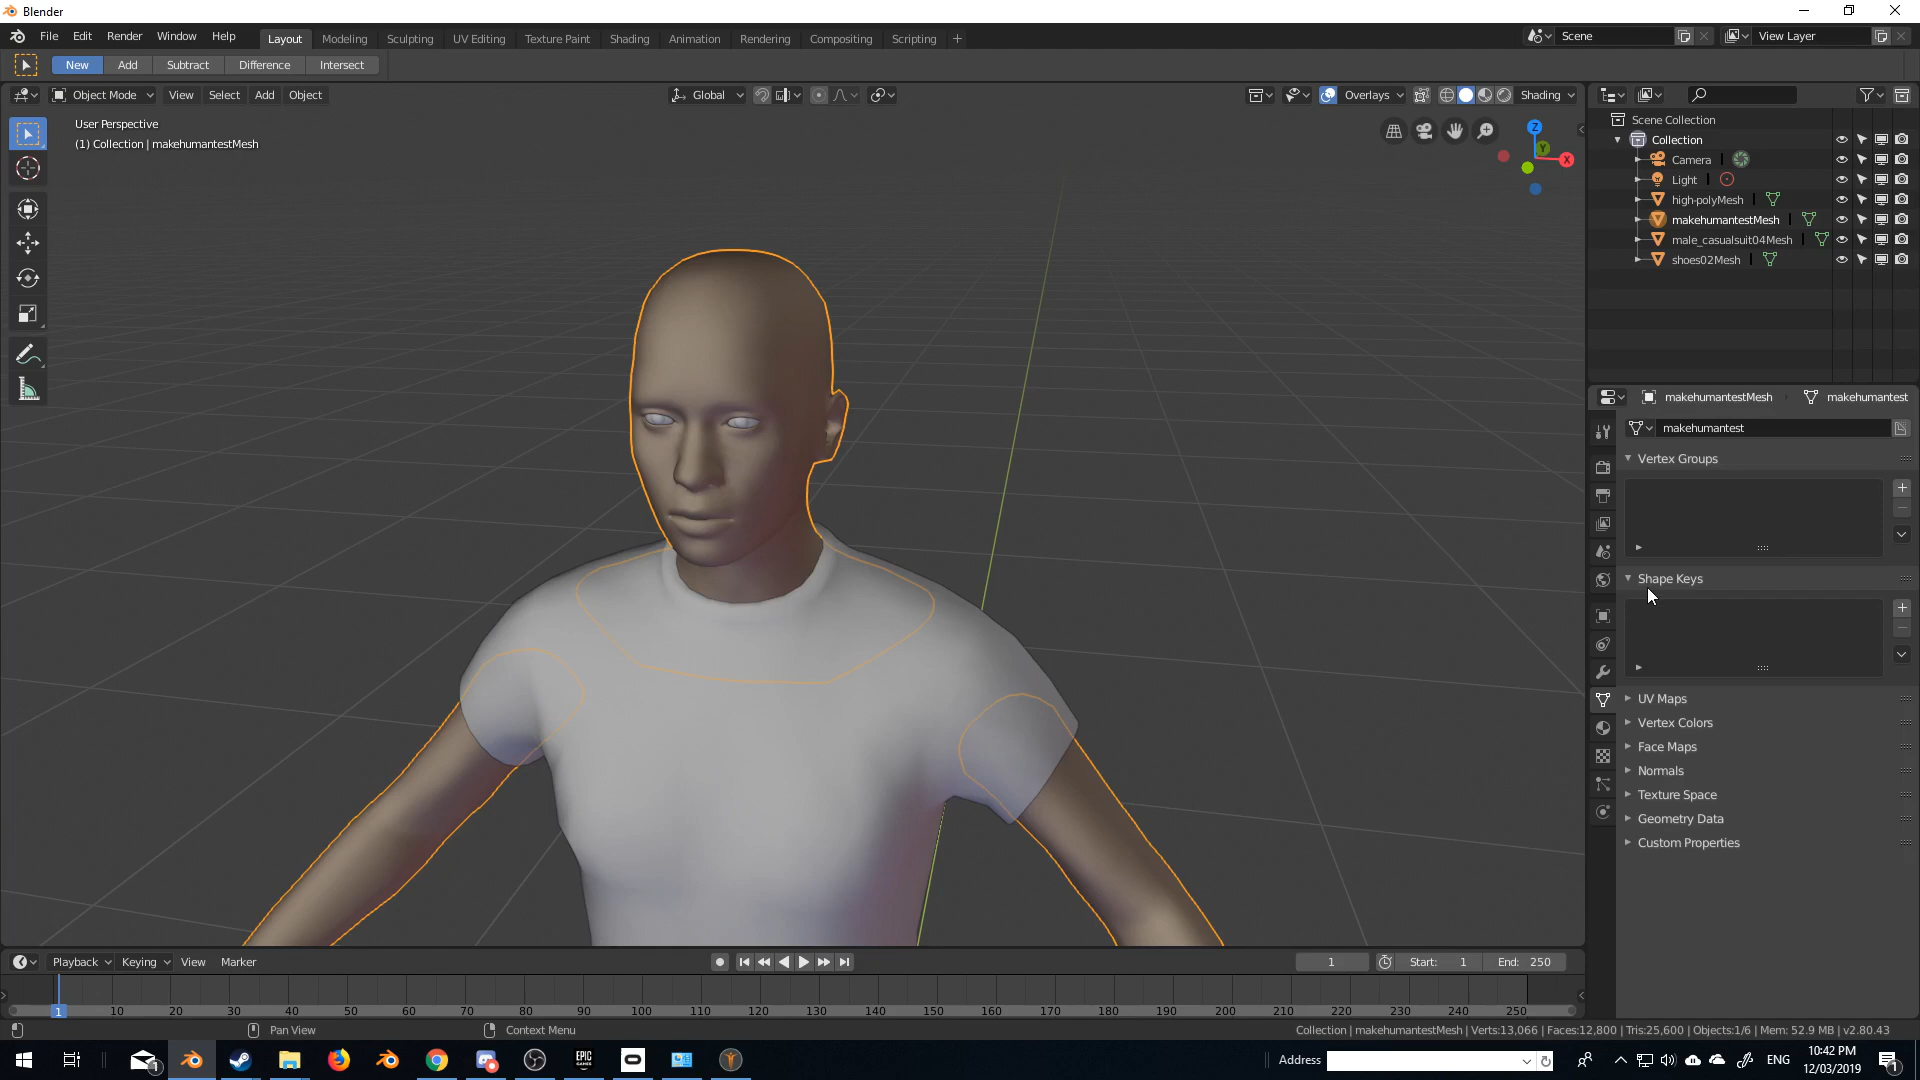 Blender
File Edit Render Window Help Layout Modeling Sculpting UV Editing Texture Paint Shading Animation Rendering Compositing Scripting + Scene View Layer
New Add Subtract Difference Intersect
Object Mode View Select Add Object Global Overlays Shading
User Perspective
(1) Collection | makehumantestMesh
Z
Y
X
Scene Collection
Collection
Camera
Light
high-polyMesh
makehumantestMesh
male_casualsuit04Mesh
shoes02Mesh
makehumantestMesh makehumantest
makehumantest
Vertex Groups
Shape Keys
UV Maps
Vertex Colors
Face Maps
Normals
Texture Space
Geometry Data
Custom Properties
Playback Keying View Marker 1 Start: 1 End: 250
1 10 20 30 40 50 60 70 80 90 100 110 120 130 140 150 160 170 180 190 200 210 220 230 240 250
Pan View Context Menu Collection | makehumantestMesh | Verts:13,066 | Faces:12,800 | Tris:25,600 | Objects:1/6 | Mem: 52.9 MB | v2.80.43
1 EPIC GAMES Address ENG 10:42 PM 1
12/03/2019